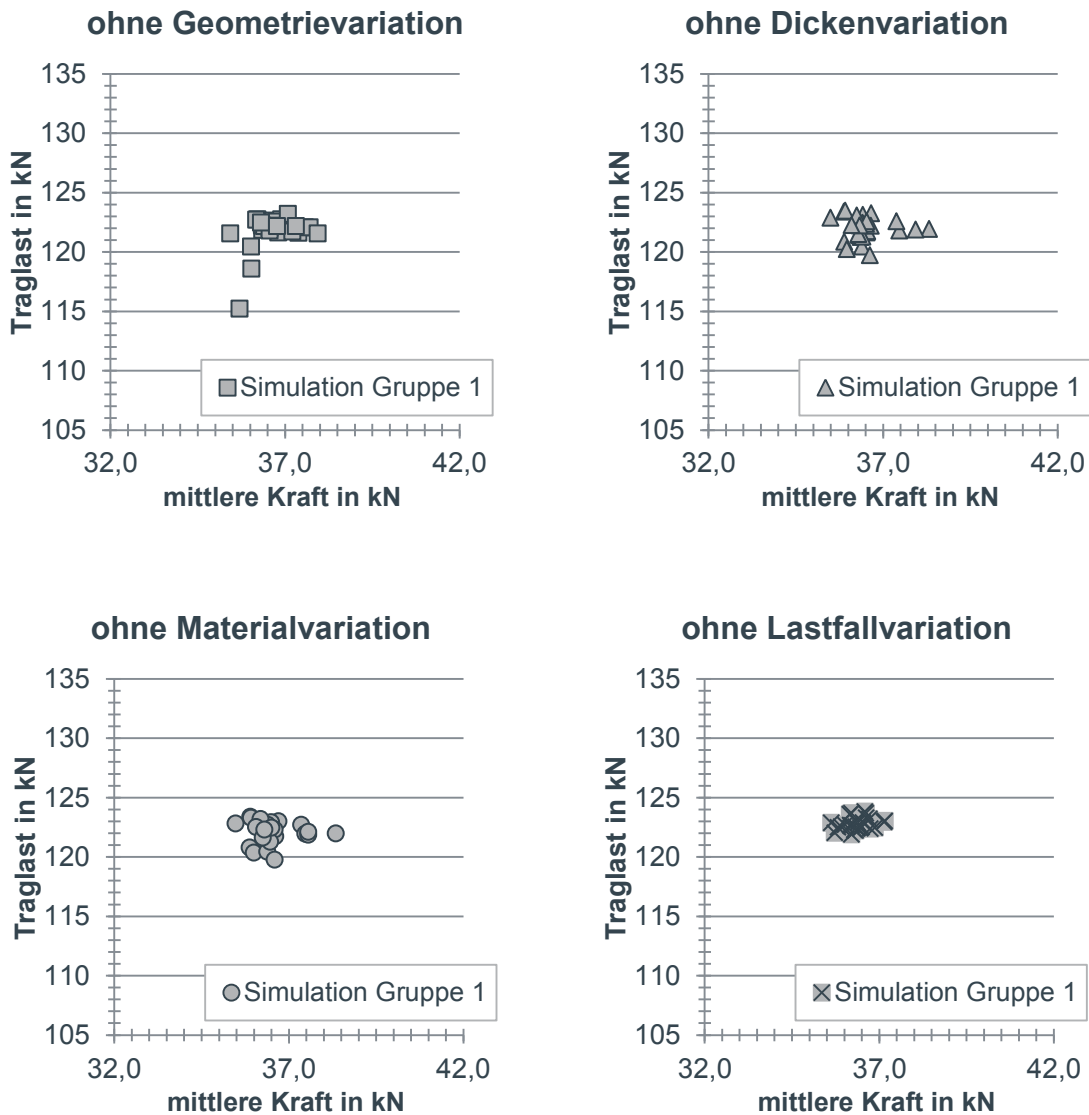 ohne Geometrievariation
135
130
125
120
115
110
105
Traglast in kN
Simulation Gruppe 1
32,0 37,0 42,0
mittlere Kraft in kN
ohne Dickenvariation
135
130
125
120
115
110
105
Traglast in kN
Simulation Gruppe 1
32,0 37,0 42,0
mittlere Kraft in kN
ohne Materialvariation
135
130
125
120
115
110
105
Traglast in kN
Simulation Gruppe 1
32,0 37,0 42,0
mittlere Kraft in kN
ohne Lastfallvariation
135
130
125
120
115
110
105
Traglast in kN
Simulation Gruppe 1
32,0 37,0 42,0
mittlere Kraft in kN